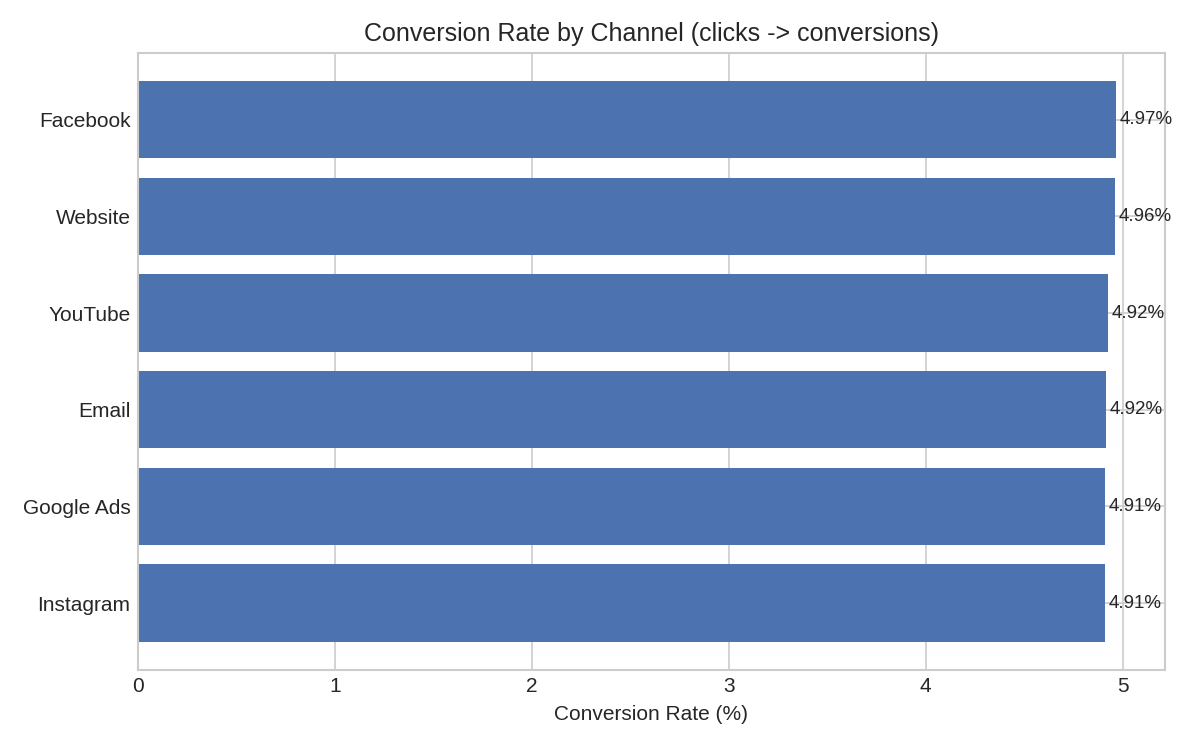 Conversion Rate by Channel (clicks -> conversions)
Facebook 4.97%
Website 4.96%
YouTube 4.92%
Email 4.92%
Google Ads 4.91%
Instagram 4.91%
0 1 2 3 4 5
Conversion Rate (%)